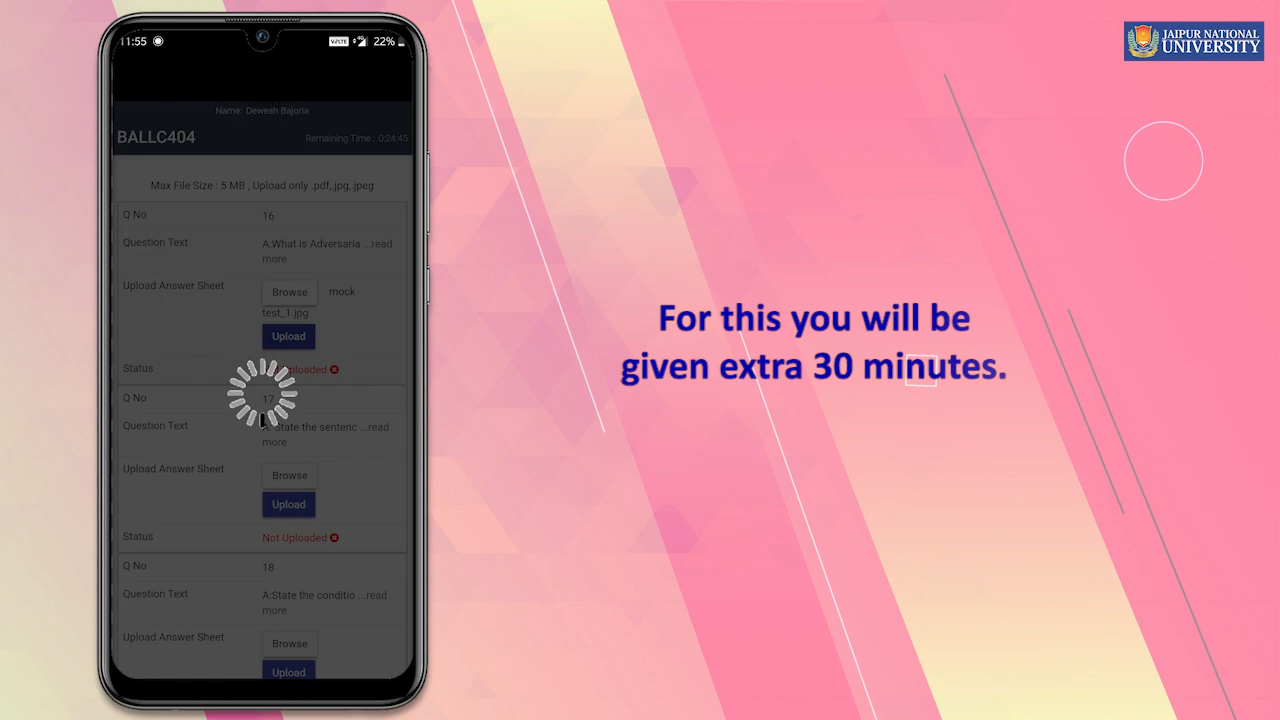 11:55
VoLTE 4G 22%
Name: Dewesh Bajoria
BALLC404
Remaining Time : 0:24:45
Max File Size : 5 MB , Upload only .pdf,.jpg,.jpeg
Q No 16
Question Text A:What is Adversaria ...read
more
Upload Answer Sheet Browse mock
test_1.jpg
Upload
Status Uploaded
Q No 17
Question Text A: State the sentenc ...read
more
Upload Answer Sheet Browse
Upload
Status Not Uploaded
Q No 18
Question Text A:State the conditio ...read
more
Upload Answer Sheet Browse
Upload
For this you will be
given extra 30 minutes.
JAIPUR NATIONAL
UNIVERSITY